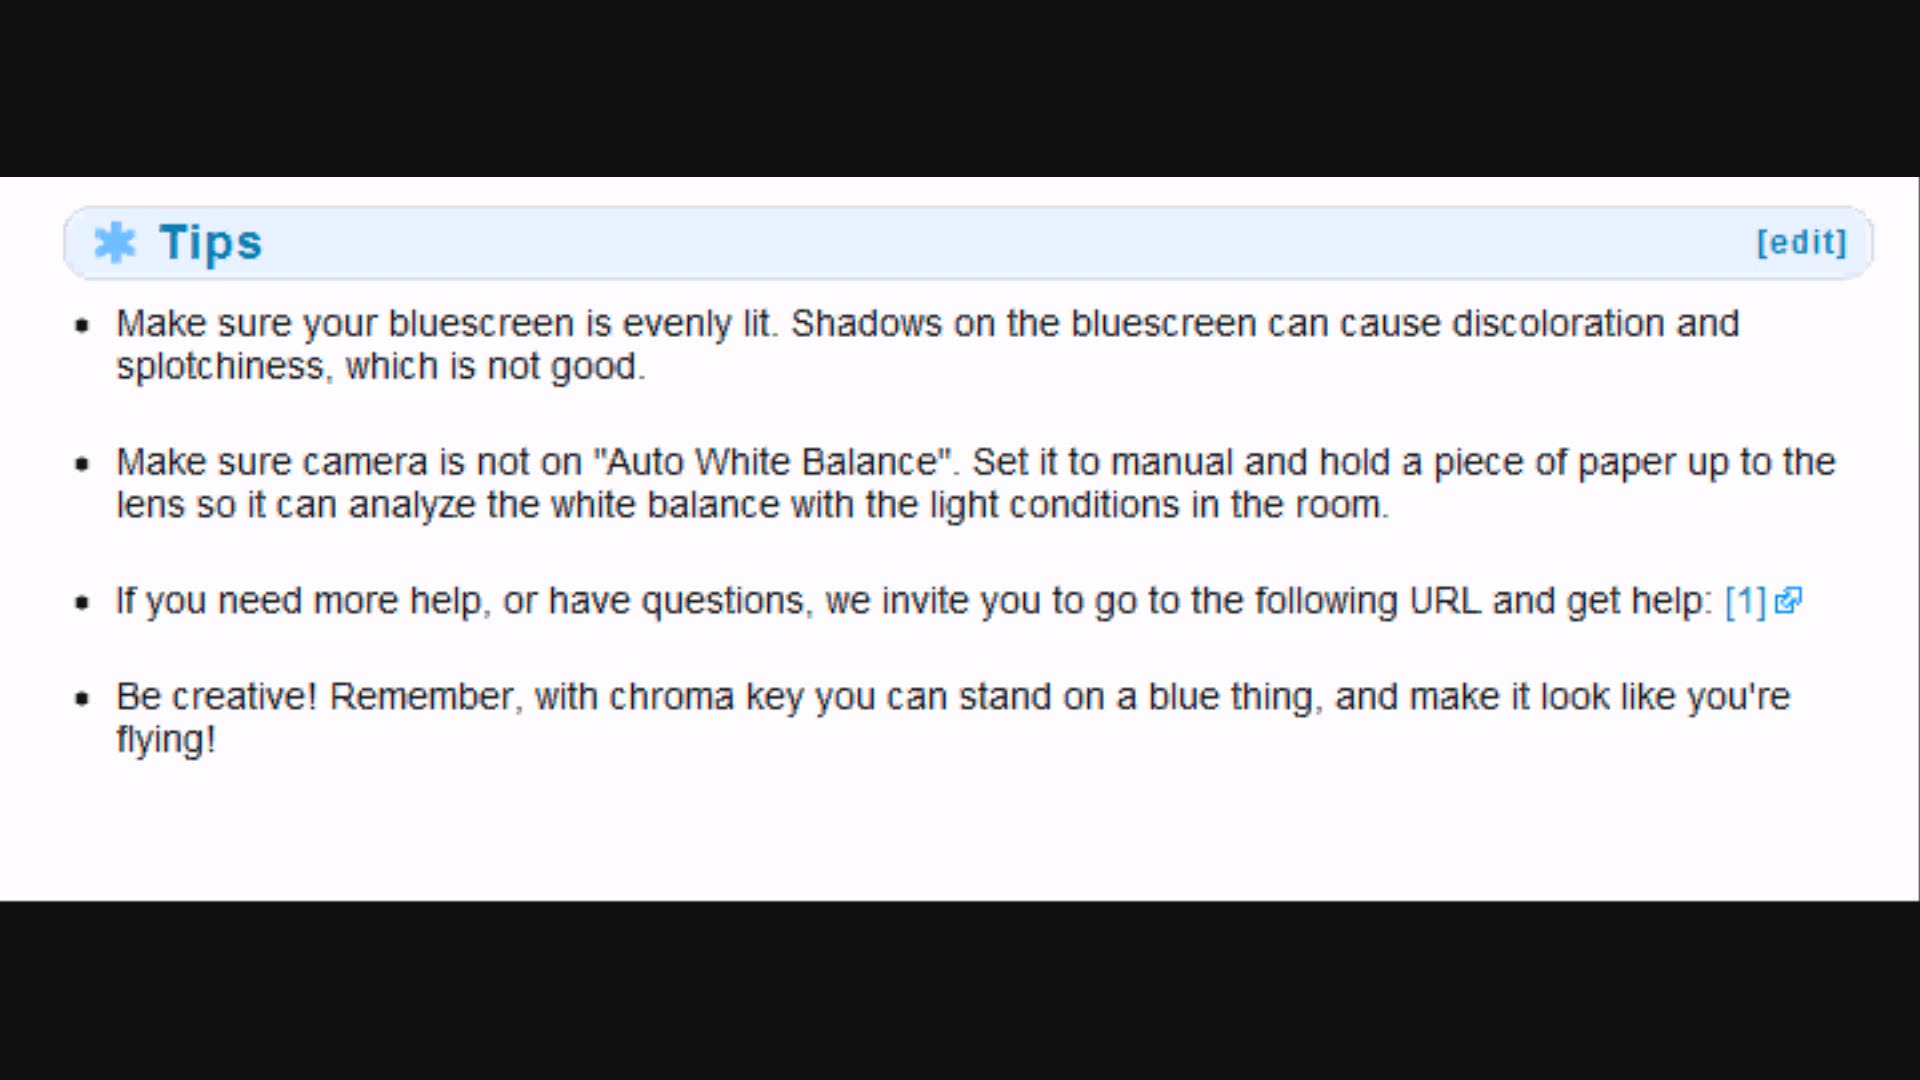 Tips [edit]
Make sure your bluescreen is evenly lit. Shadows on the bluescreen can cause discoloration and
splotchiness, which is not good.
Make sure camera is not on "Auto White Balance". Set it to manual and hold a piece of paper up to the
lens so it can analyze the white balance with the light conditions in the room.
If you need more help, or have questions, we invite you to go to the following URL and get help: [1]
Be creative! Remember, with chroma key you can stand on a blue thing, and make it look like you're
flying!